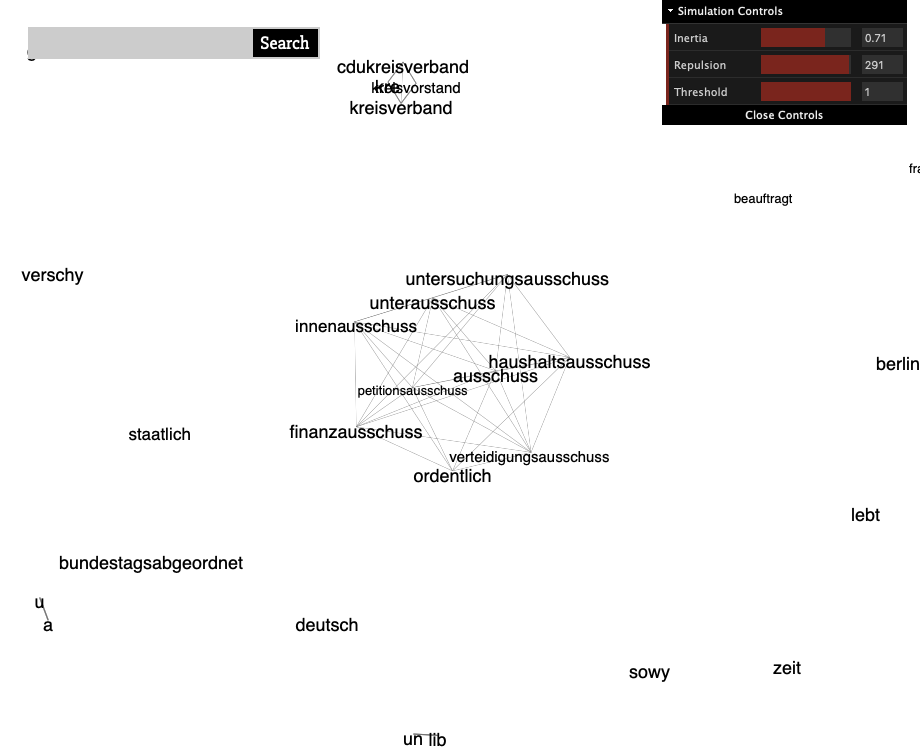 Search
Simulation Controls
Inertia 0.71
Repulsion 291
Threshold 1
Close Controls
cdukreisverband
kreisvorstand
kreisverband
beauftragt
verschy
untersuchungsausschuss
unterausschuss
innenausschuss
haushaltsausschuss
berlin
ausschuss
petitionsausschuss
finanzausschuss
staatlich
verteidigungsausschuss
ordentlich
lebt
bundestagsabgeordnet
u
a
deutsch
sowy
zeit
un lib